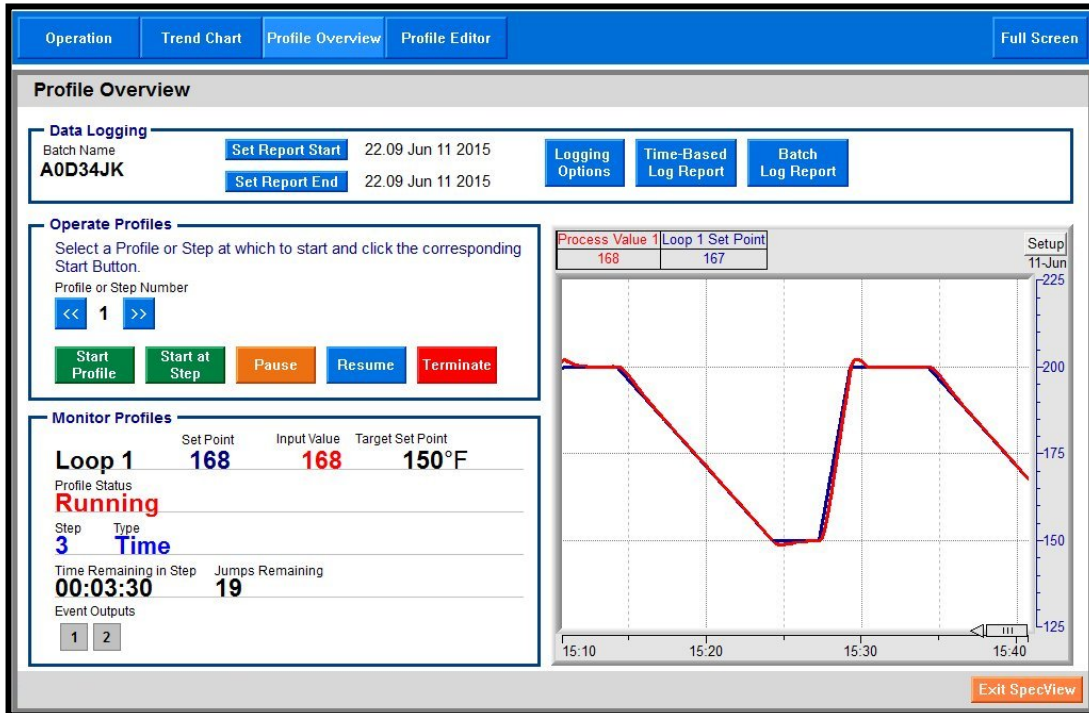 Operation
Trend Chart
Profile Overview
Profile Editor
Full Screen
Profile Overview
Data Logging
Batch Name
A0D34JK
Set Report Start 22.09 Jun 11 2015
Set Report End 22.09 Jun 11 2015
Logging
Options
Time-Based
Log Report
Batch
Log Report
Operate Profiles
Select a Profile or Step at which to start and click the corresponding
Start Button.
Profile or Step Number
<< 1 >>
Start
Profile
Start at
Step
Pause
Resume
Terminate
Monitor Profiles
Set Point Input Value Target Set Point
Loop 1 168 168 150°F
Profile Status
Running
Step Type
3 Time
Time Remaining in Step Jumps Remaining
00:03:30 19
Event Outputs
1 2
Process Value 1 Loop 1 Set Point
168 167
Setup
11-Jun
225
200
175
150
125
15:10 15:20 15:30 15:40
Exit SpecView